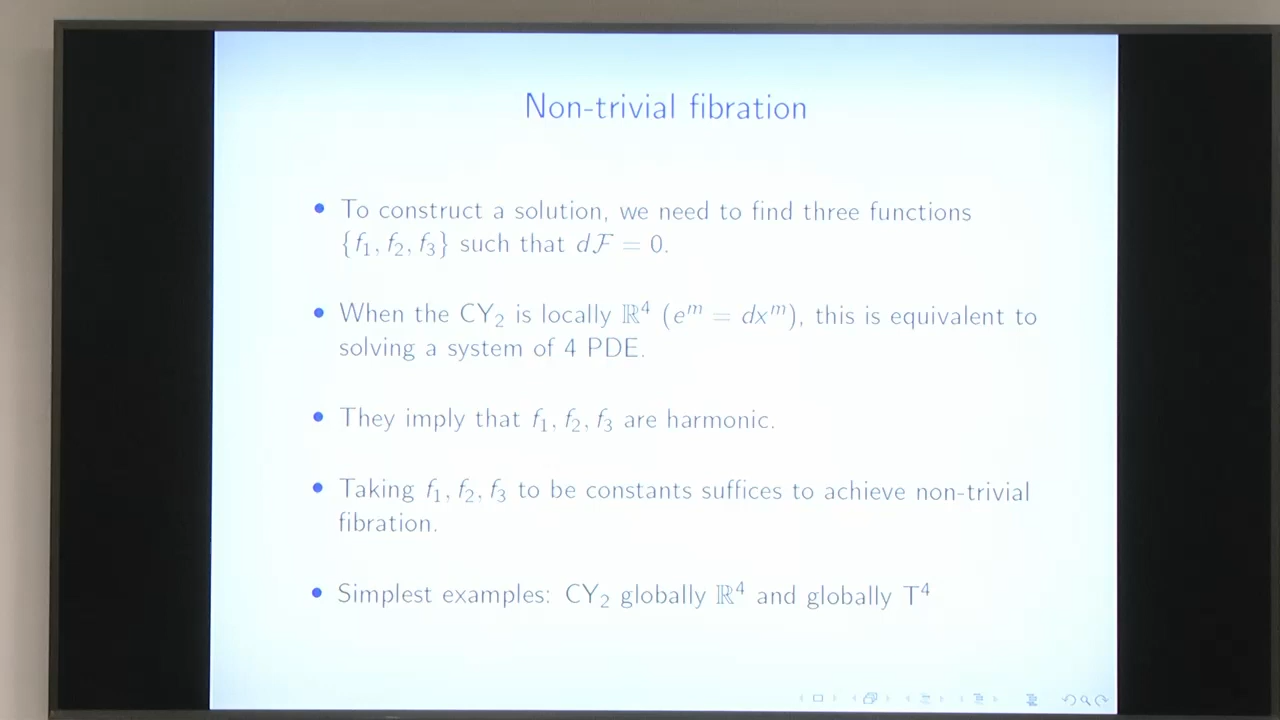 Non-trivial fibration
• To construct a solution, we need to find three functions
{f₁, f₂, f₃} such that dℱ = 0.
• When the CY₂ is locally ℝ⁴ (eᵐ = dxᵐ), this is equivalent to
solving a system of 4 PDE.
• They imply that f₁, f₂, f₃ are harmonic.
• Taking f₁, f₂, f₃ to be constants suffices to achieve non-trivial
fibration.
• Simplest examples: CY₂ globally ℝ⁴ and globally T⁴